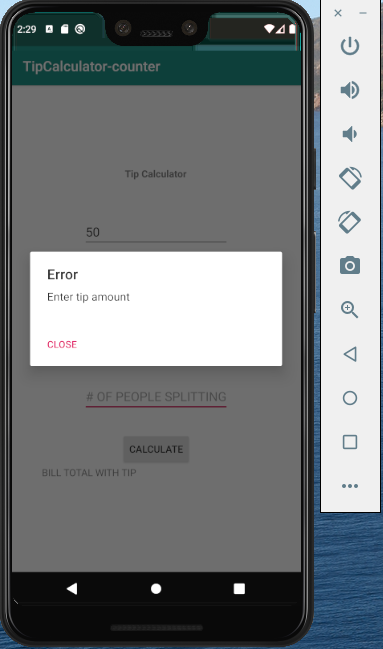 2:29
TipCalculator-counter
Tip Calculator
50
Error
Enter tip amount
CLOSE
# OF PEOPLE SPLITTING
CALCULATE
BILL TOTAL WITH TIP